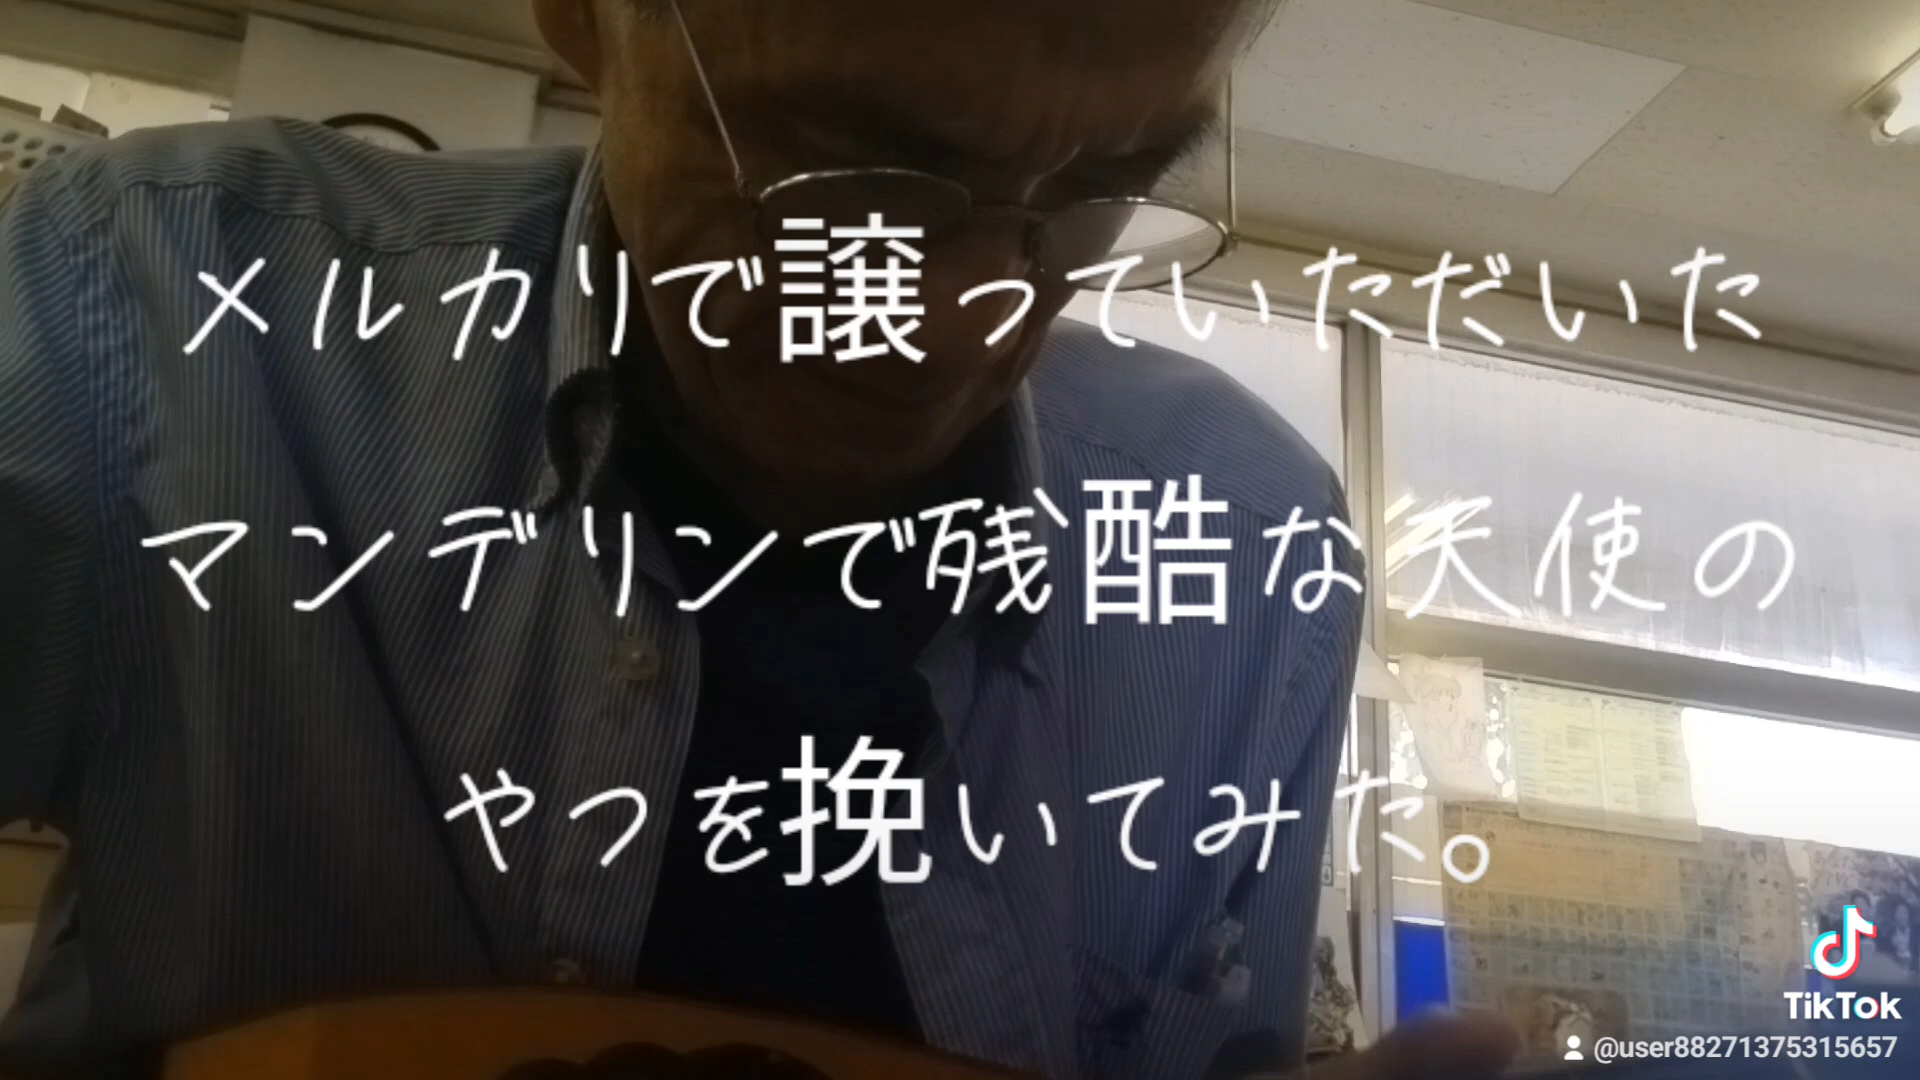 メルカリで譲っていただいた
マンデリンで残酷な天使の
やつを挽いてみた。
TikTok
@user88271375315657